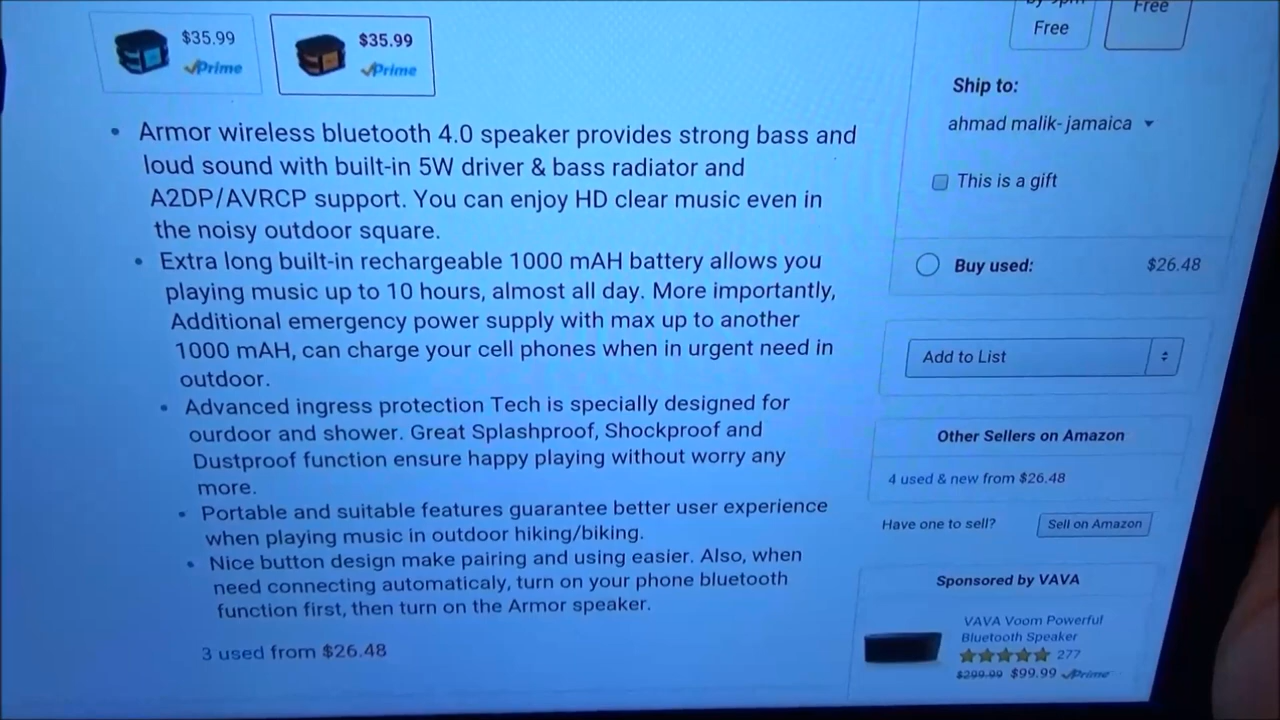 $35.99
Prime
$35.99
Prime
• Armor wireless bluetooth 4.0 speaker provides strong bass and
loud sound with built-in 5W driver & bass radiator and
A2DP/AVRCP support. You can enjoy HD clear music even in
the noisy outdoor square.
• Extra long built-in rechargeable 1000 mAH battery allows you
playing music up to 10 hours, almost all day. More importantly,
Additional emergency power supply with max up to another
1000 mAH, can charge your cell phones when in urgent need in
outdoor.
• Advanced ingress protection Tech is specially designed for
ourdoor and shower. Great Splashproof, Shockproof and
Dustproof function ensure happy playing without worry any
more.
• Portable and suitable features guarantee better user experience
when playing music in outdoor hiking/biking.
• Nice button design make pairing and using easier. Also, when
need connecting automaticaly, turn on your phone bluetooth
function first, then turn on the Armor speaker.
3 used from $26.48
by 9pm
Free
Free
Ship to:
ahmad malik- jamaica
This is a gift
Buy used: $26.48
Add to List
Other Sellers on Amazon
4 used & new from $26.48
Have one to sell? Sell on Amazon
Sponsored by VAVA
VAVA Voom Powerful
Bluetooth Speaker
277
$299.99 $99.99 Prime